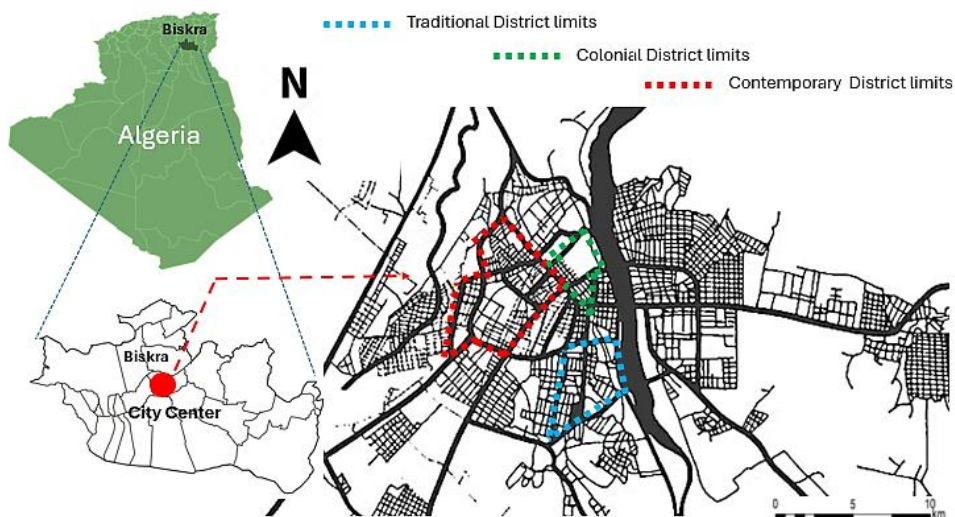 Biskra
Algeria
N
Traditional District limits
Colonial District limits
Contemporary District limits
Biskra
City Center
0 5 10
km